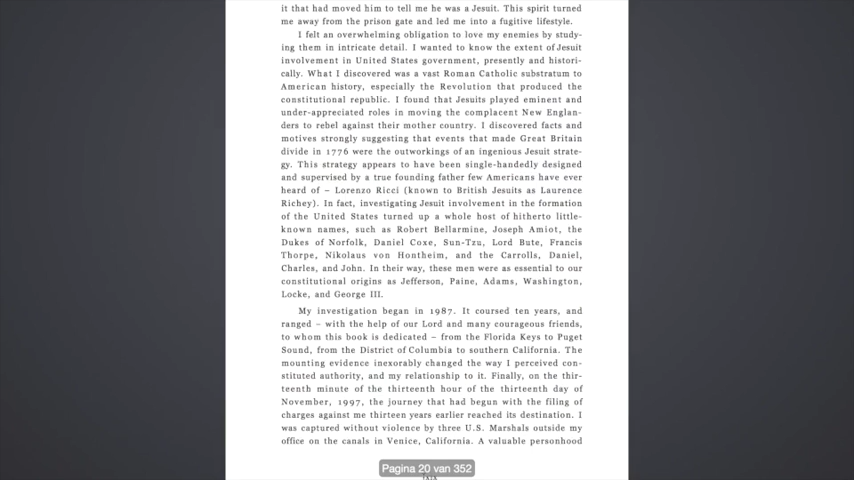 it that had moved him to tell me he was a Jesuit. This spirit turned
me away from the prison gate and led me into a fugitive lifestyle.
I felt an overwhelming obligation to love my enemies by study-
ing them in intricate detail. I wanted to know the extent of Jesuit
involvement in United States government, presently and histori-
cally. What I discovered was a vast Roman Catholic substratum to
American history, especially the Revolution that produced the
constitutional republic. I found that Jesuits played eminent and
under-appreciated roles in moving the complacent New Englan-
ders to rebel against their mother country. I discovered facts and
motives strongly suggesting that events that made Great Britain
divide in 1776 were the outworkings of an ingenious Jesuit strate-
gy. This strategy appears to have been single-handedly designed
and supervised by a true founding father few Americans have ever
heard of – Lorenzo Ricci (known to British Jesuits as Laurence
Richey). In fact, investigating Jesuit involvement in the formation
of the United States turned up a whole host of hitherto little-
known names, such as Robert Bellarmine, Joseph Amiot, the
Dukes of Norfolk, Daniel Coxe, Sun-Tzu, Lord Bute, Francis
Thorpe, Nikolaus von Hontheim, and the Carrolls, Daniel,
Charles, and John. In their way, these men were as essential to our
constitutional origins as Jefferson, Paine, Adams, Washington,
Locke, and George III.
My investigation began in 1987. It coursed ten years, and
ranged – with the help of our Lord and many courageous friends,
to whom this book is dedicated – from the Florida Keys to Puget
Sound, from the District of Columbia to southern California. The
mounting evidence inexorably changed the way I perceived con-
stituted authority, and my relationship to it. Finally, on the thir-
teenth minute of the thirteenth hour of the thirteenth day of
November, 1997, the journey that had begun with the filing of
charges against me thirteen years earlier reached its destination. I
was captured without violence by three U.S. Marshals outside my
office on the canals in Venice, California. A valuable personhood
Pagina 20 van 352